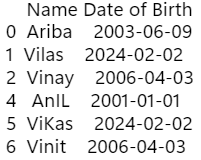 Name Date of Birth
0 Ariba 2003-06-09
1 Vilas 2024-02-02
2 Vinay 2006-04-03
4 AnIL 2001-01-01
5 ViKas 2024-02-02
6 Vinit 2006-04-03